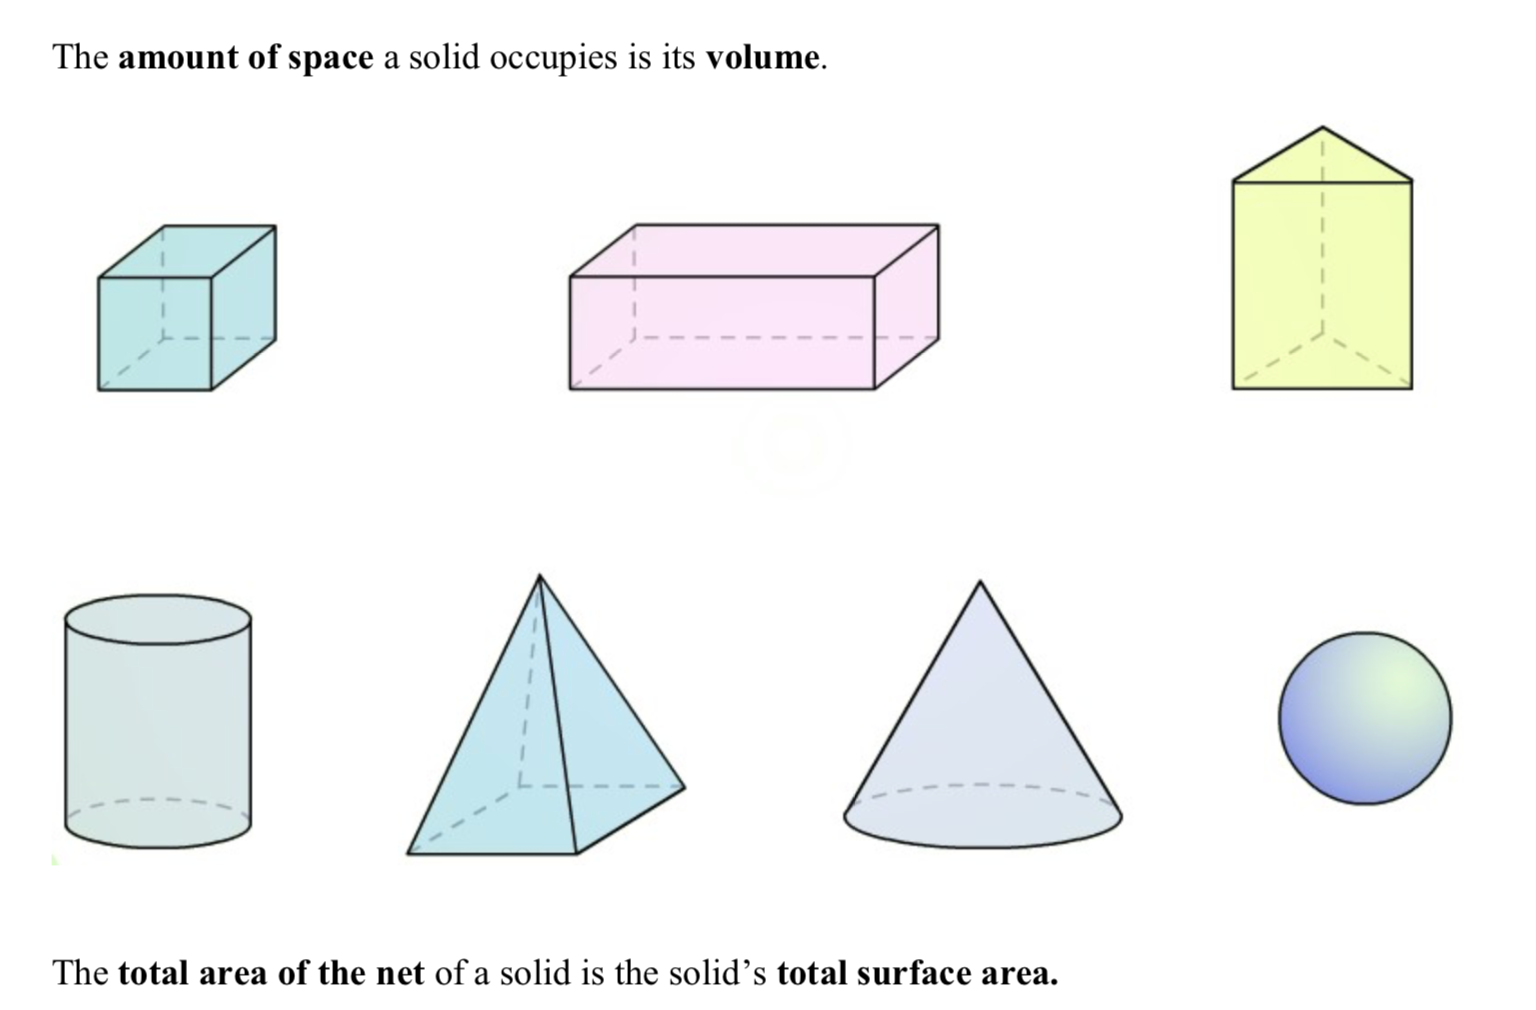 The amount of space a solid occupies is its volume.
The total area of the net of a solid is the solid’s total surface area.